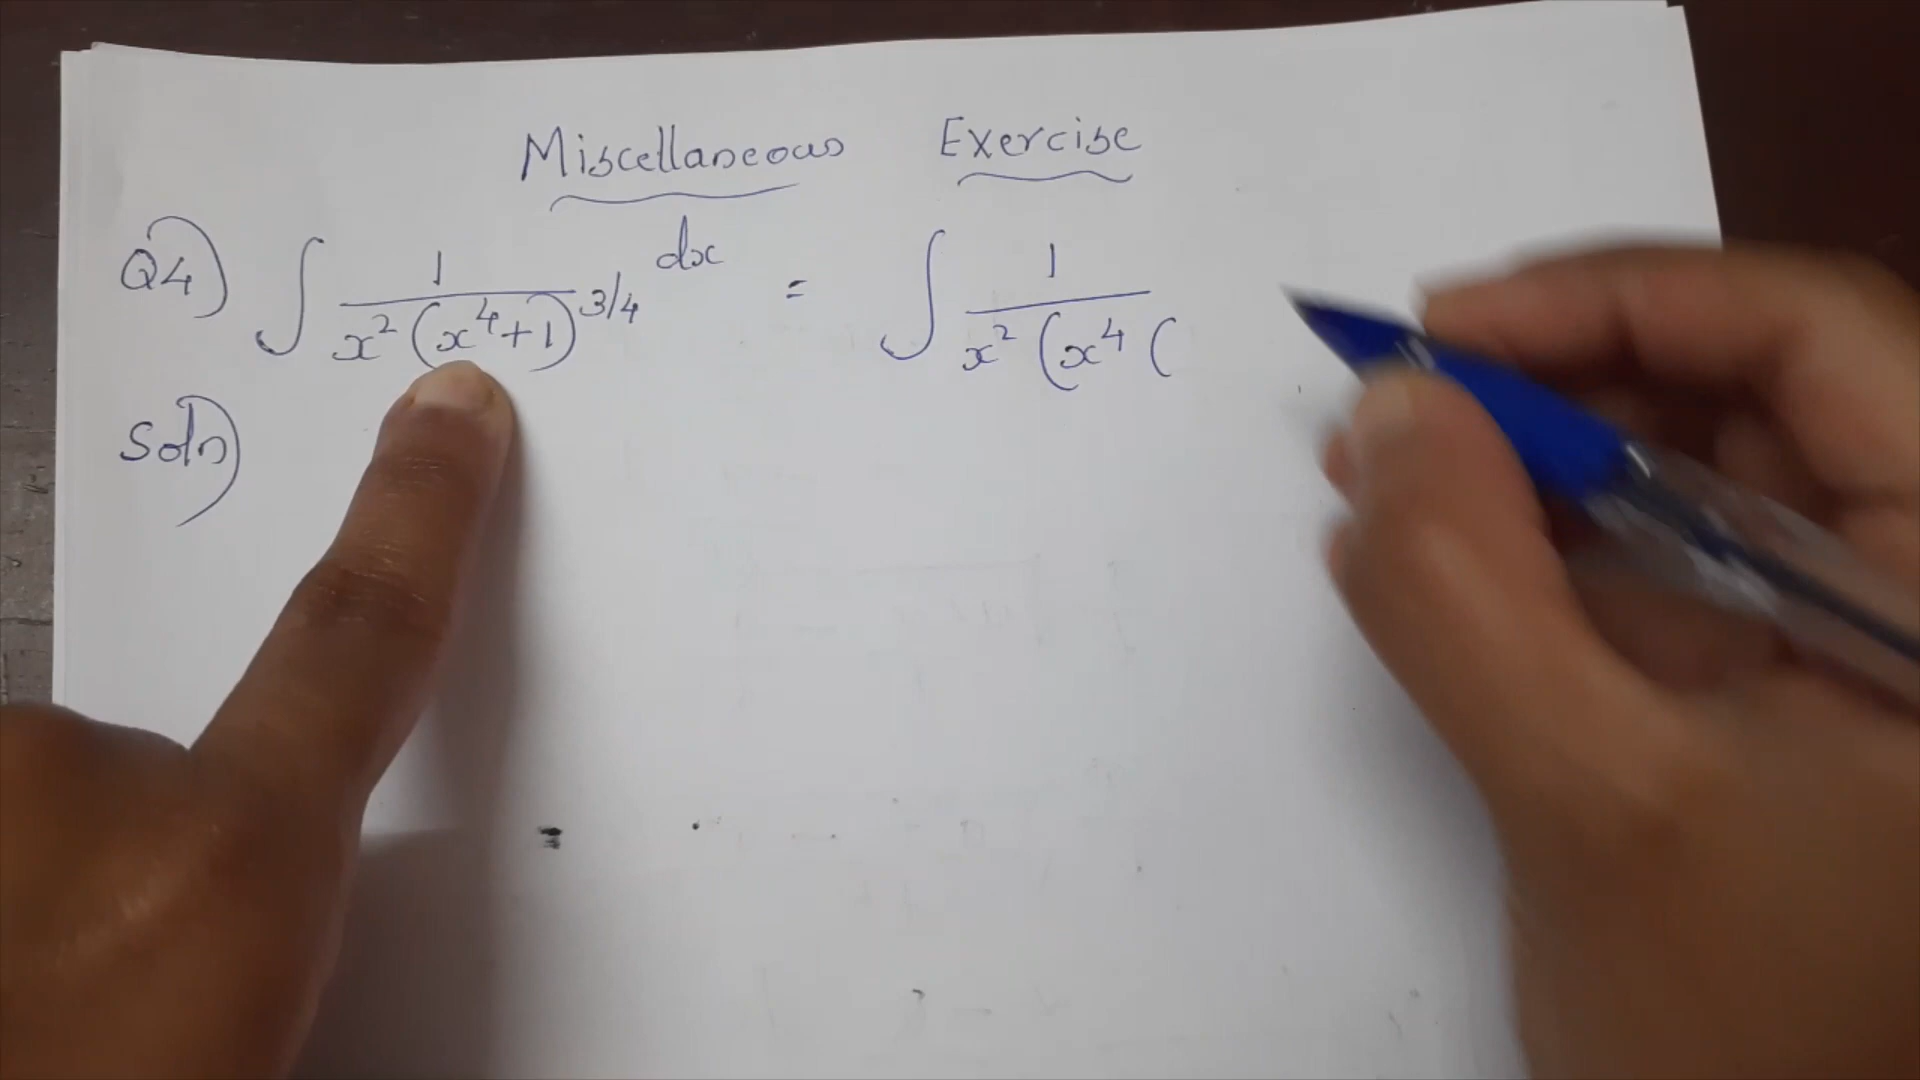 Miscellaneous Exercise
Q4) ∫ 1/(x² (x⁴+1)^3/4) dx = ∫ 1/(x² (x⁴ (
Soln)